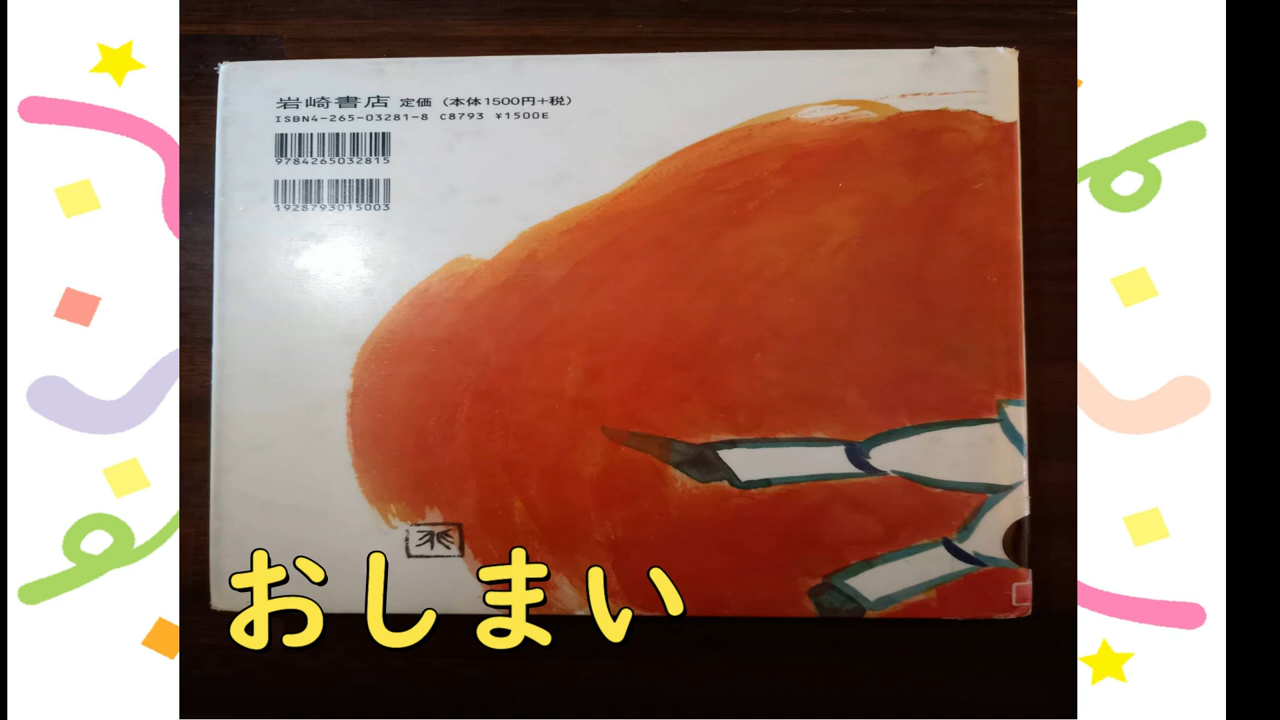 岩崎書店 定価(本体1500円+税)
ISBN4-265-03281-8 C8793 ¥1500E
9784265032815
1928793015003
おしまい